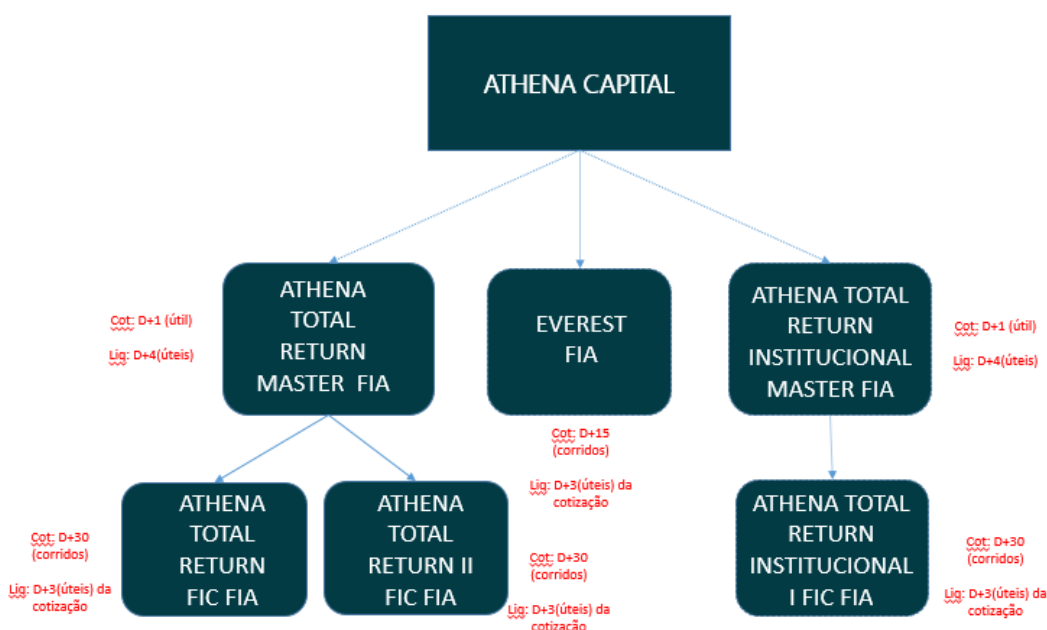 ATHENA CAPITAL
ATHENA
TOTAL
RETURN
MASTER FIA
Cot: D+1 (útil)
Liq: D+4(úteis)
EVEREST
FIA
Cot: D+15
(corridos)
Liq: D+3(úteis) da
cotização
ATHENA TOTAL
RETURN
INSTITUCIONAL
MASTER FIA
Cot: D+1 (útil)
Liq: D+4(úteis)
Cot: D+30
(corridos)
Liq: D+3(úteis) da
cotização
ATHENA
TOTAL
RETURN
FIC FIA
ATHENA
TOTAL
RETURN II
FIC FIA
Cot: D+30
(corridos)
Liq: D+3(úteis) da
cotização
ATHENA TOTAL
RETURN
INSTITUCIONAL
I FIC FIA
Cot: D+30
(corridos)
Liq: D+3(úteis) da
cotização